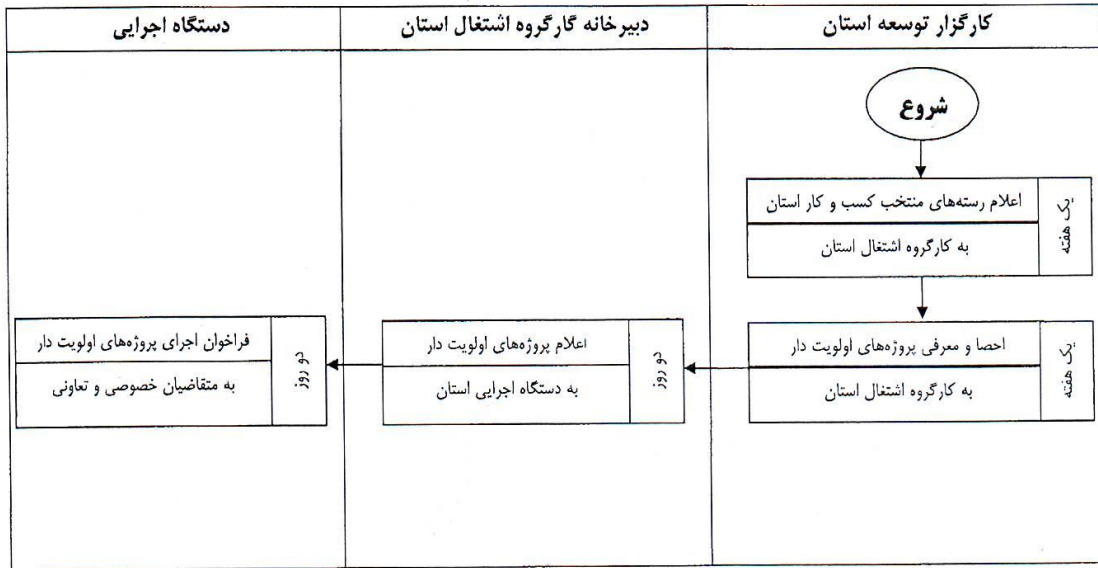 کارگزار توسعه استان
دبیرخانه گارگروه اشتغال استان
دستگاه اجرایی
شروع
اعلام رسته‌های منتخب کسب و کار استان
به کارگروه اشتغال استان
یک هفته
احصا و معرفی پروژه‌های اولویت دار
به کارگروه اشتغال استان
یک هفته
اعلام پروژه‌های اولویت دار
به دستگاه اجرایی استان
دو روز
فراخوان اجرای پروژه‌های اولویت دار
به متقاضیان خصوصی و تعاونی
دو روز